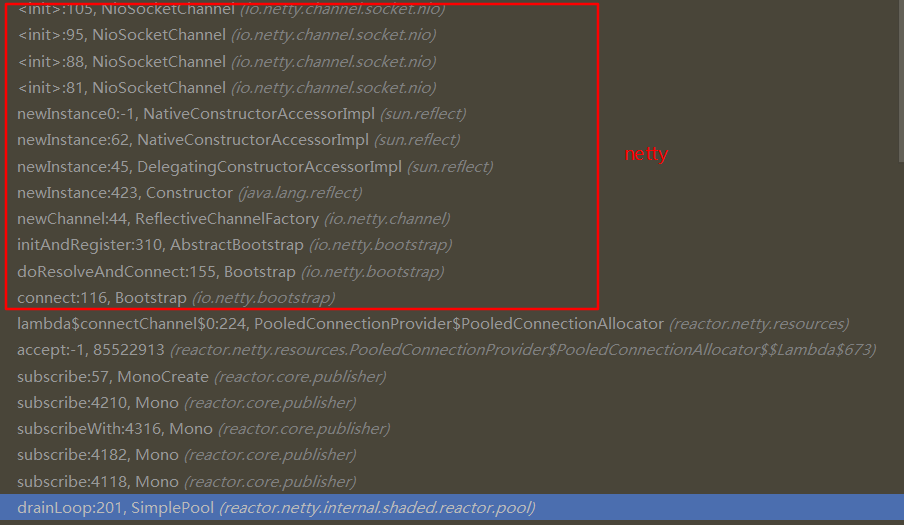 <init>:105, NioSocketChannel (io.netty.channel.socket.nio)
<init>:95, NioSocketChannel (io.netty.channel.socket.nio)
<init>:88, NioSocketChannel (io.netty.channel.socket.nio)
<init>:81, NioSocketChannel (io.netty.channel.socket.nio)
newInstance0:-1, NativeConstructorAccessorImpl (sun.reflect)
newInstance:62, NativeConstructorAccessorImpl (sun.reflect)
netty
newInstance:45, DelegatingConstructorAccessorImpl (sun.reflect)
newInstance:423, Constructor (java.lang.reflect)
newChannel:44, ReflectiveChannelFactory (io.netty.channel)
initAndRegister:310, AbstractBootstrap (io.netty.bootstrap)
doResolveAndConnect:155, Bootstrap (io.netty.bootstrap)
connect:116, Bootstrap (io.netty.bootstrap)
lambda$connectChannel$0:224, PooledConnectionProvider$PooledConnectionAllocator (reactor.netty.resources)
accept:-1, 85522913 (reactor.netty.resources.PooledConnectionProvider$PooledConnectionAllocator$$Lambda$673)
subscribe:57, MonoCreate (reactor.core.publisher)
subscribe:4210, Mono (reactor.core.publisher)
subscribeWith:4316, Mono (reactor.core.publisher)
subscribe:4182, Mono (reactor.core.publisher)
subscribe:4118, Mono (reactor.core.publisher)
drainLoop:201, SimplePool (reactor.netty.internal.shaded.reactor.pool)